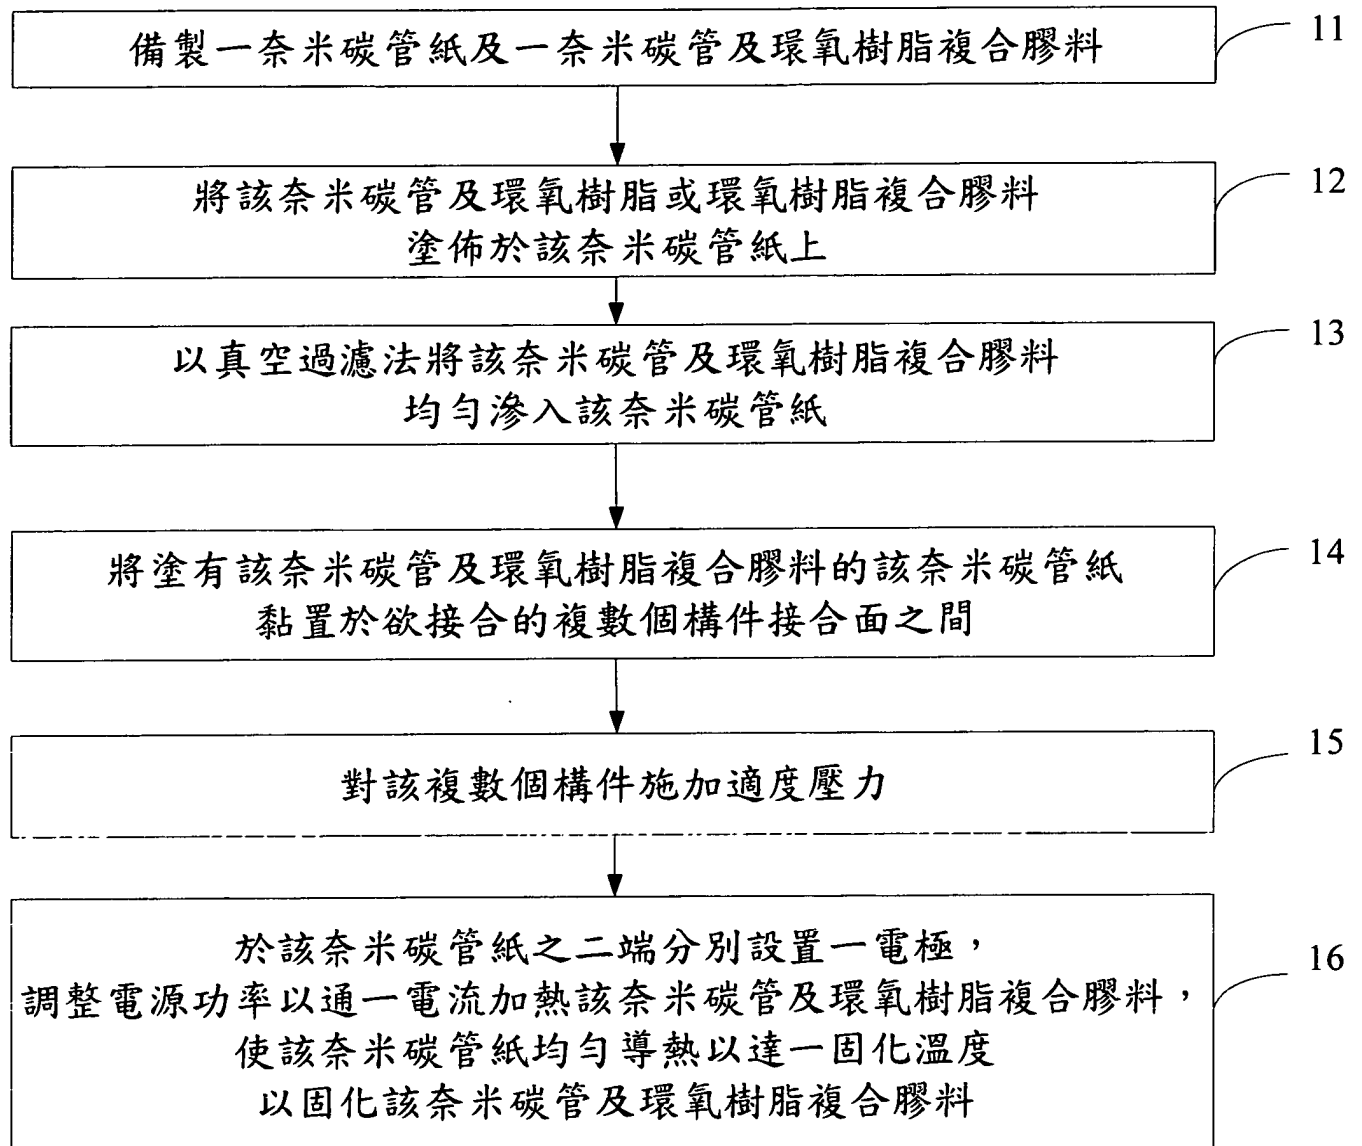 備製一奈米碳管紙及一奈米碳管及環氧樹脂複合膠料
11
將該奈米碳管及環氧樹脂或環氧樹脂複合膠料
塗佈於該奈米碳管紙上
12
以真空過濾法將該奈米碳管及環氧樹脂複合膠料
均勻滲入該奈米碳管紙
13
將塗有該奈米碳管及環氧樹脂複合膠料的該奈米碳管紙
黏置於欲接合的複數個構件接合面之間
14
對該複數個構件施加適度壓力
15
於該奈米碳管紙之二端分別設置一電極，
調整電源功率以通一電流加熱該奈米碳管及環氧樹脂複合膠料，
使該奈米碳管紙均勻導熱以達一固化溫度
以固化該奈米碳管及環氧樹脂複合膠料
16